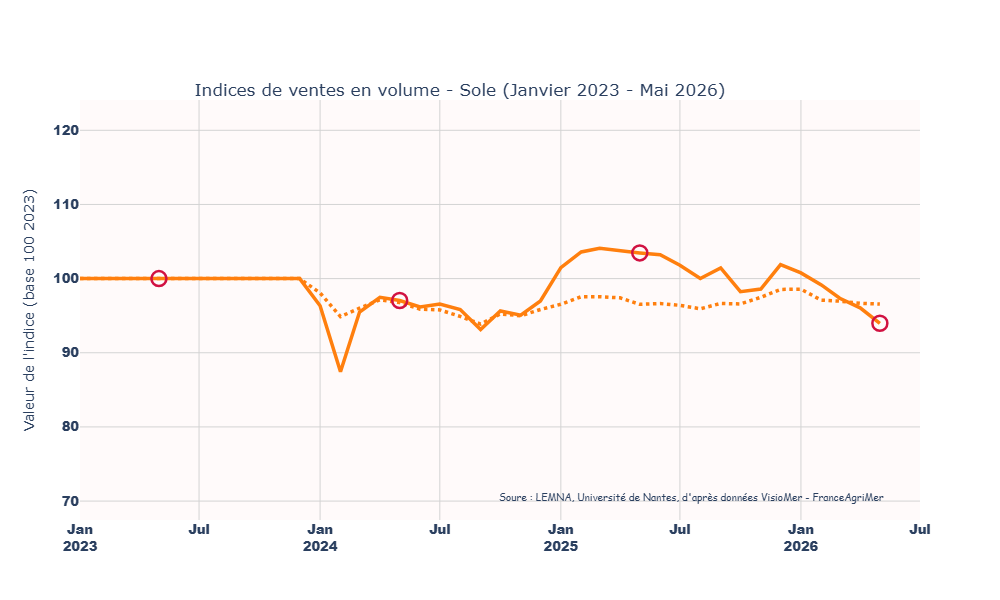 Indices de ventes en volume - Sole (Janvier 2023 - Mai 2026)
Valeur de l'indice (base 100 2023)
120
110
100
90
80
70
Soure : LEMNA, Université de Nantes, d'après données VisioMer - FranceAgriMer
Jan Jul Jan Jul Jan Jul Jan Jul
2023 2024 2025 2026